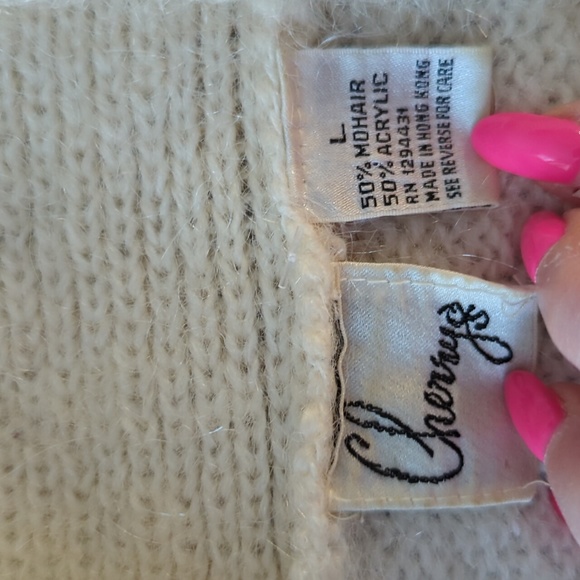 L
50% MOHAIR
50% ACRYLIC
RN 1294431
MADE IN HONG KONG
SEE REVERSE FOR CARE
Cherrys